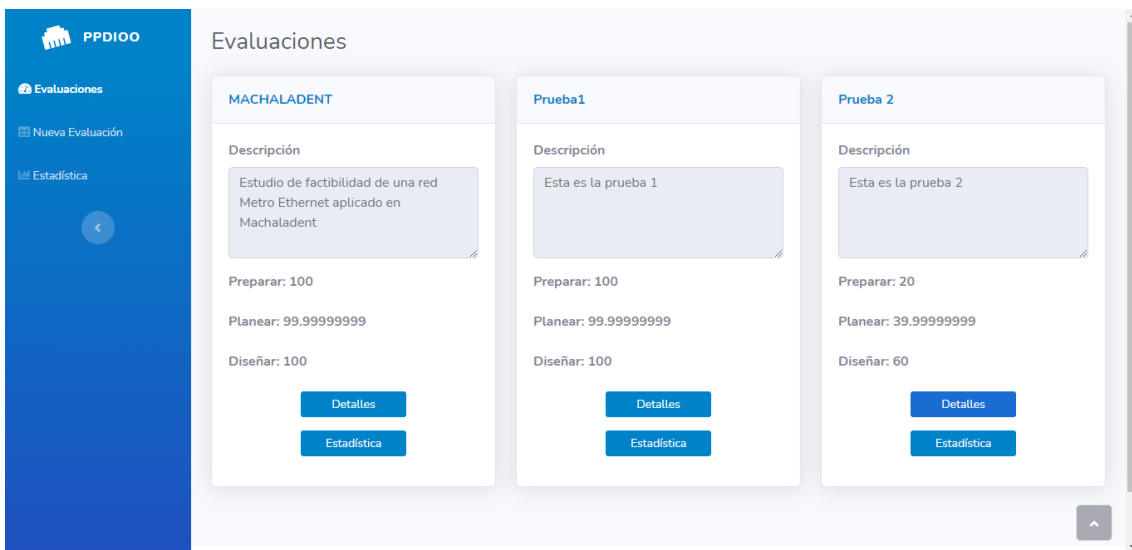 PPDIOO
Evaluaciones
Nueva Evaluación
Estadística
Evaluaciones
MACHALADENT
Descripción
Estudio de factibilidad de una red
Metro Ethernet aplicado en
Machaladent
Preparar: 100
Planear: 99.99999999
Diseñar: 100
Detalles
Estadística
Prueba1
Descripción
Esta es la prueba 1
Preparar: 100
Planear: 99.99999999
Diseñar: 100
Detalles
Estadística
Prueba 2
Descripción
Esta es la prueba 2
Preparar: 20
Planear: 39.99999999
Diseñar: 60
Detalles
Estadística